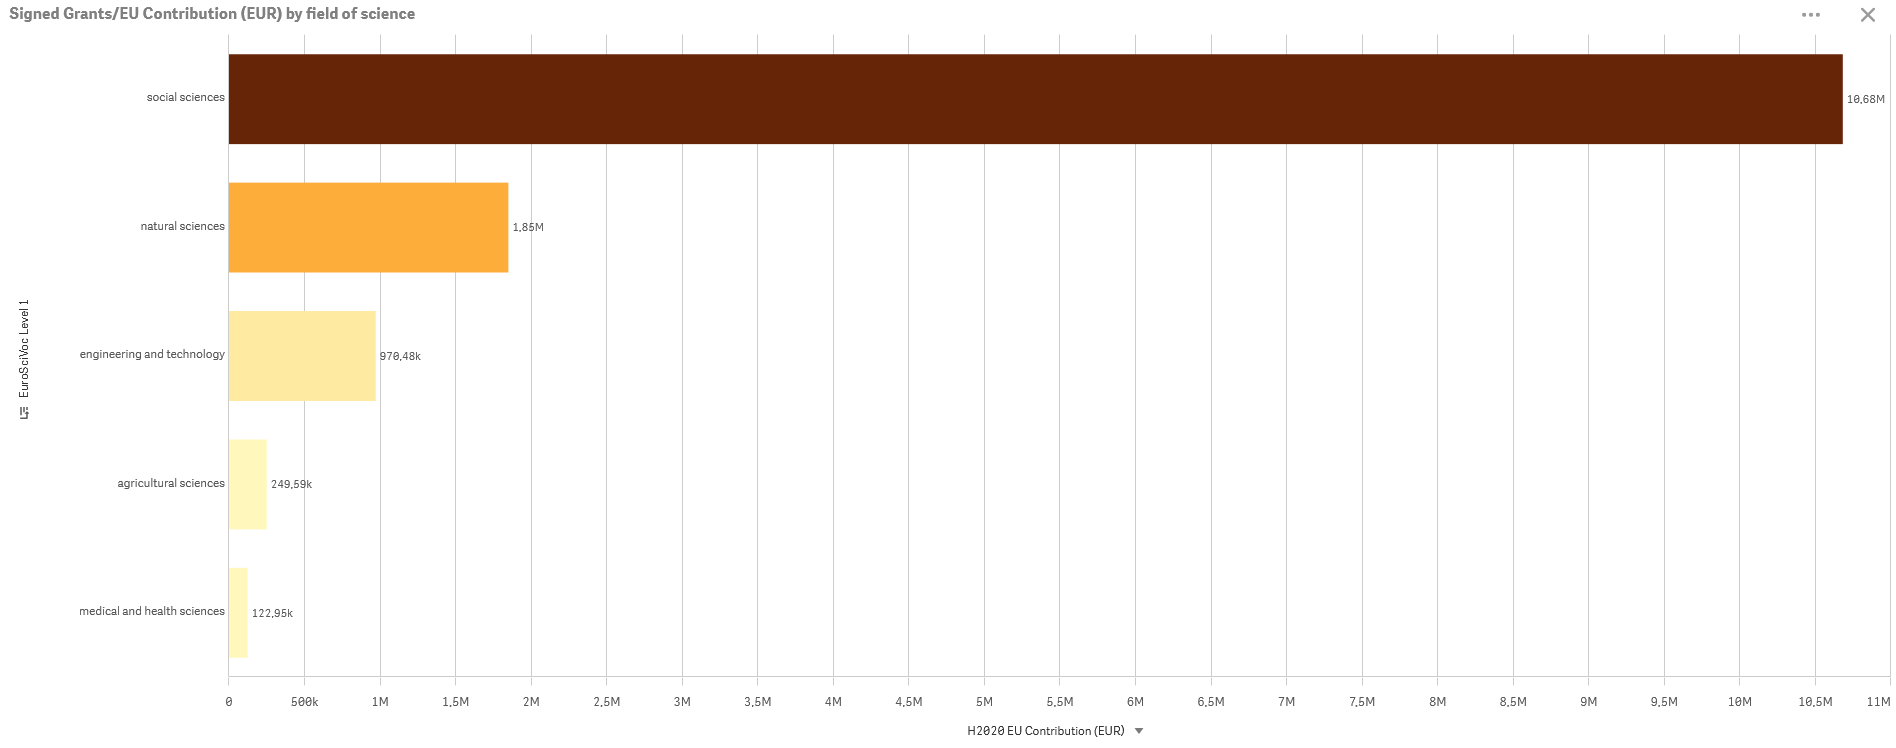 Signed Grants/EU Contribution (EUR) by field of science
social sciences
10,68M
natural sciences
1,85M
engineering and technology
970,48k
agricultural sciences
249,59k
medical and health sciences
122,95k
EuroSciVoc Level 1
0 500k 1M 1,5M 2M 2,5M 3M 3,5M 4M 4,5M 5M 5,5M 6M 6,5M 7M 7,5M 8M 8,5M 9M 9,5M 10M 10,5M 11M
H2020 EU Contribution (EUR)